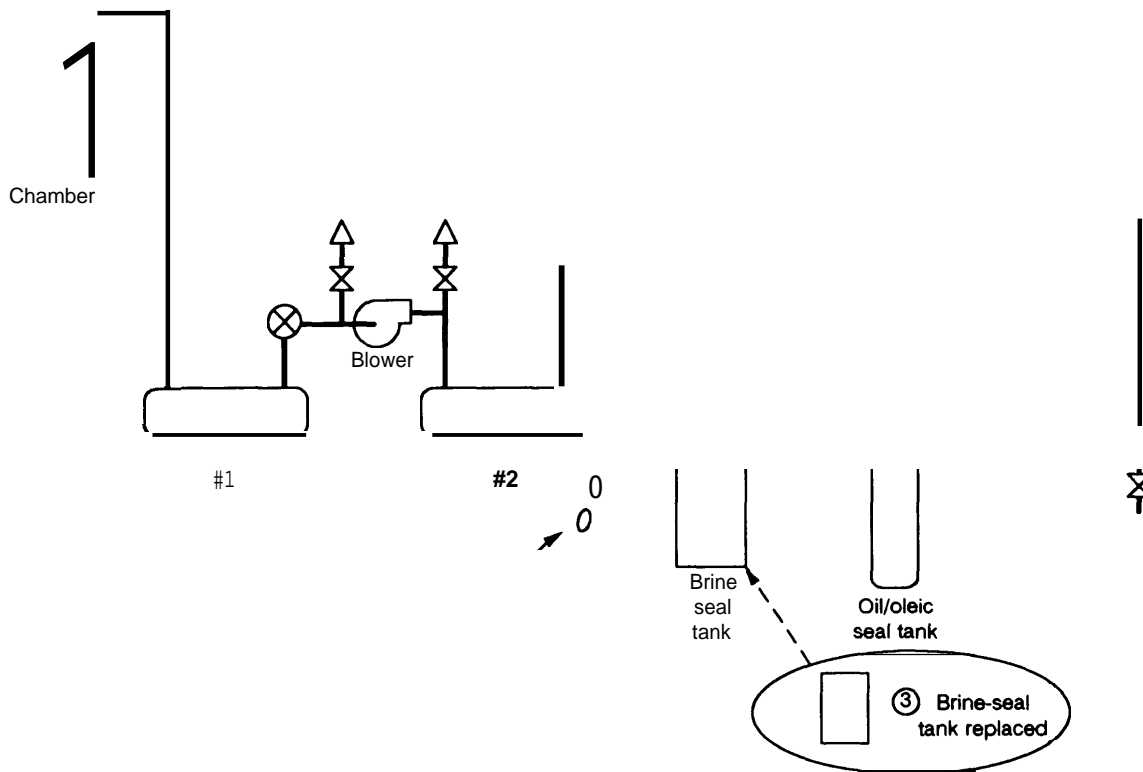 1
Chamber
Blower
#1
#2
0
0
Brine
seal
tank
Oil/oleic
seal tank
3 Brine-seal
tank replaced